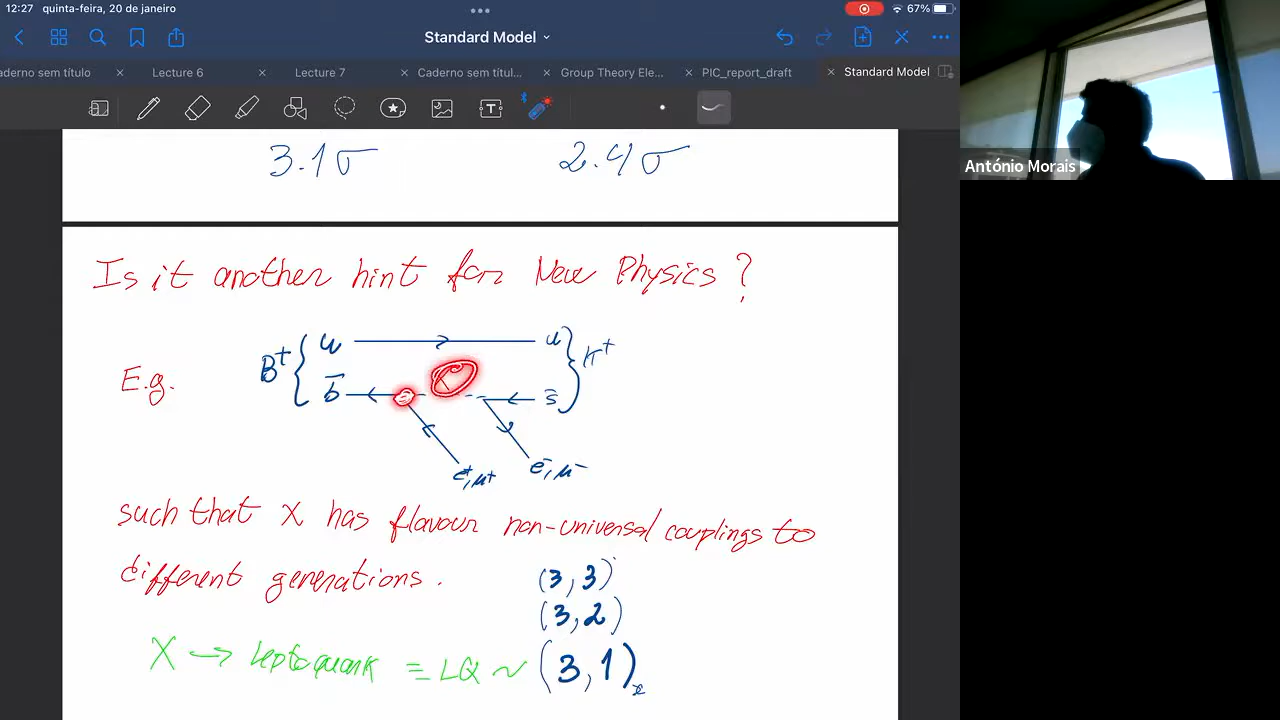 12:27 quinta-feira, 20 de janeiro
67%
Standard Model
aderno sem título
Lecture 6
Lecture 7
Caderno sem título...
Group Theory Ele...
PIC_report_draft
Standard Model
António Morais
3.1σ 2.4σ
Is it another hint for New Physics?
B⁺ { u u } K⁺
E.g. b̄ s̄
e⁺, μ⁺ e⁻, μ⁻
such that X has flavour non-universal couplings to
different generations.
(3, 3)
(3, 2)
X → leptoquark = LQ ~ (3, 1)